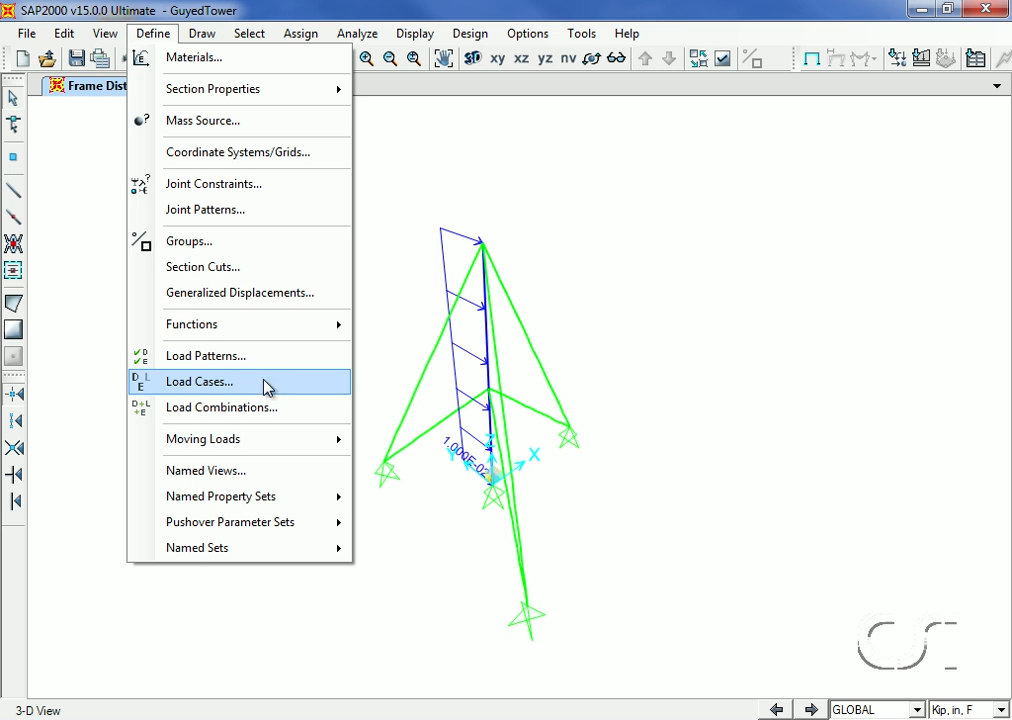 SAP2000 v15.0.0 Ultimate - GuyedTower
File Edit View Define Draw Select Assign Analyze Display Design Options Tools Help
3D xy xz yz nv
Frame Dist
Materials...
Section Properties
Mass Source...
Coordinate Systems/Grids...
Joint Constraints...
Joint Patterns...
Groups...
Section Cuts...
Generalized Displacements...
Functions
Load Patterns...
Load Cases...
Load Combinations...
Moving Loads
Named Views...
Named Property Sets
Pushover Parameter Sets
Named Sets
1.000E-02
X
Y
Z
CSI
3-D View
GLOBAL
Kip, in, F